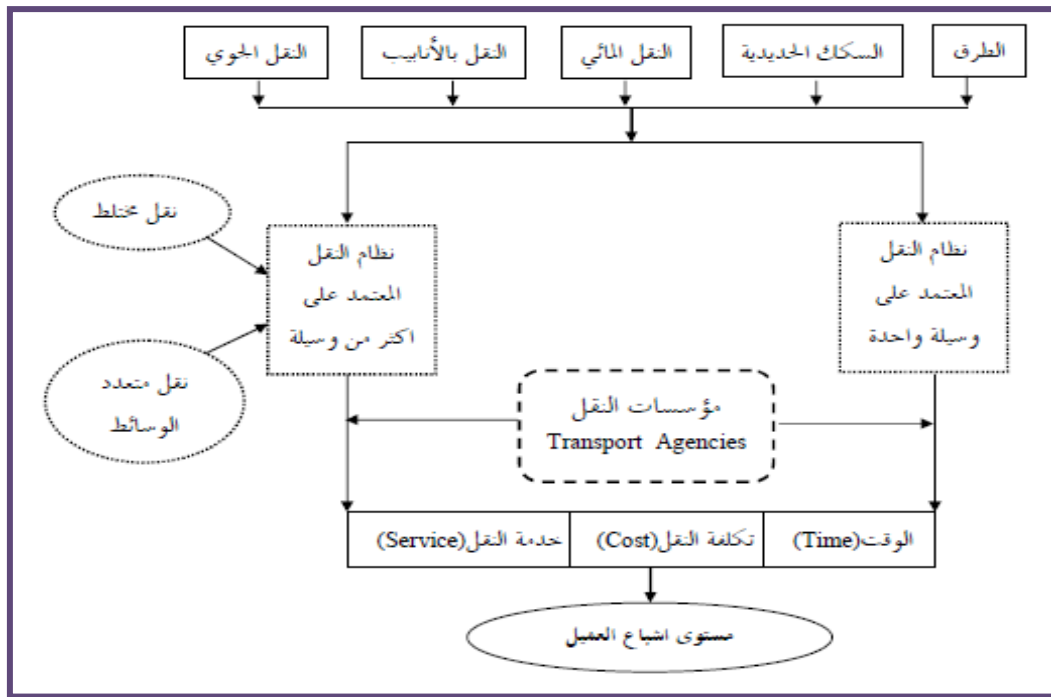 الطرق
السكك الحديدية
النقل المائي
النقل بالأنابيب
النقل الجوي
نقل مختلط
نظام النقل
المعتمد على
وسيلة واحدة
نظام النقل
المعتمد على
اكثر من وسيلة
نقل متعدد
الوسائط
مؤسسات النقل
Transport Agencies
الوقت(Time)
تكلفة النقل(Cost)
خدمة النقل(Service)
مستوى اشباع العميل